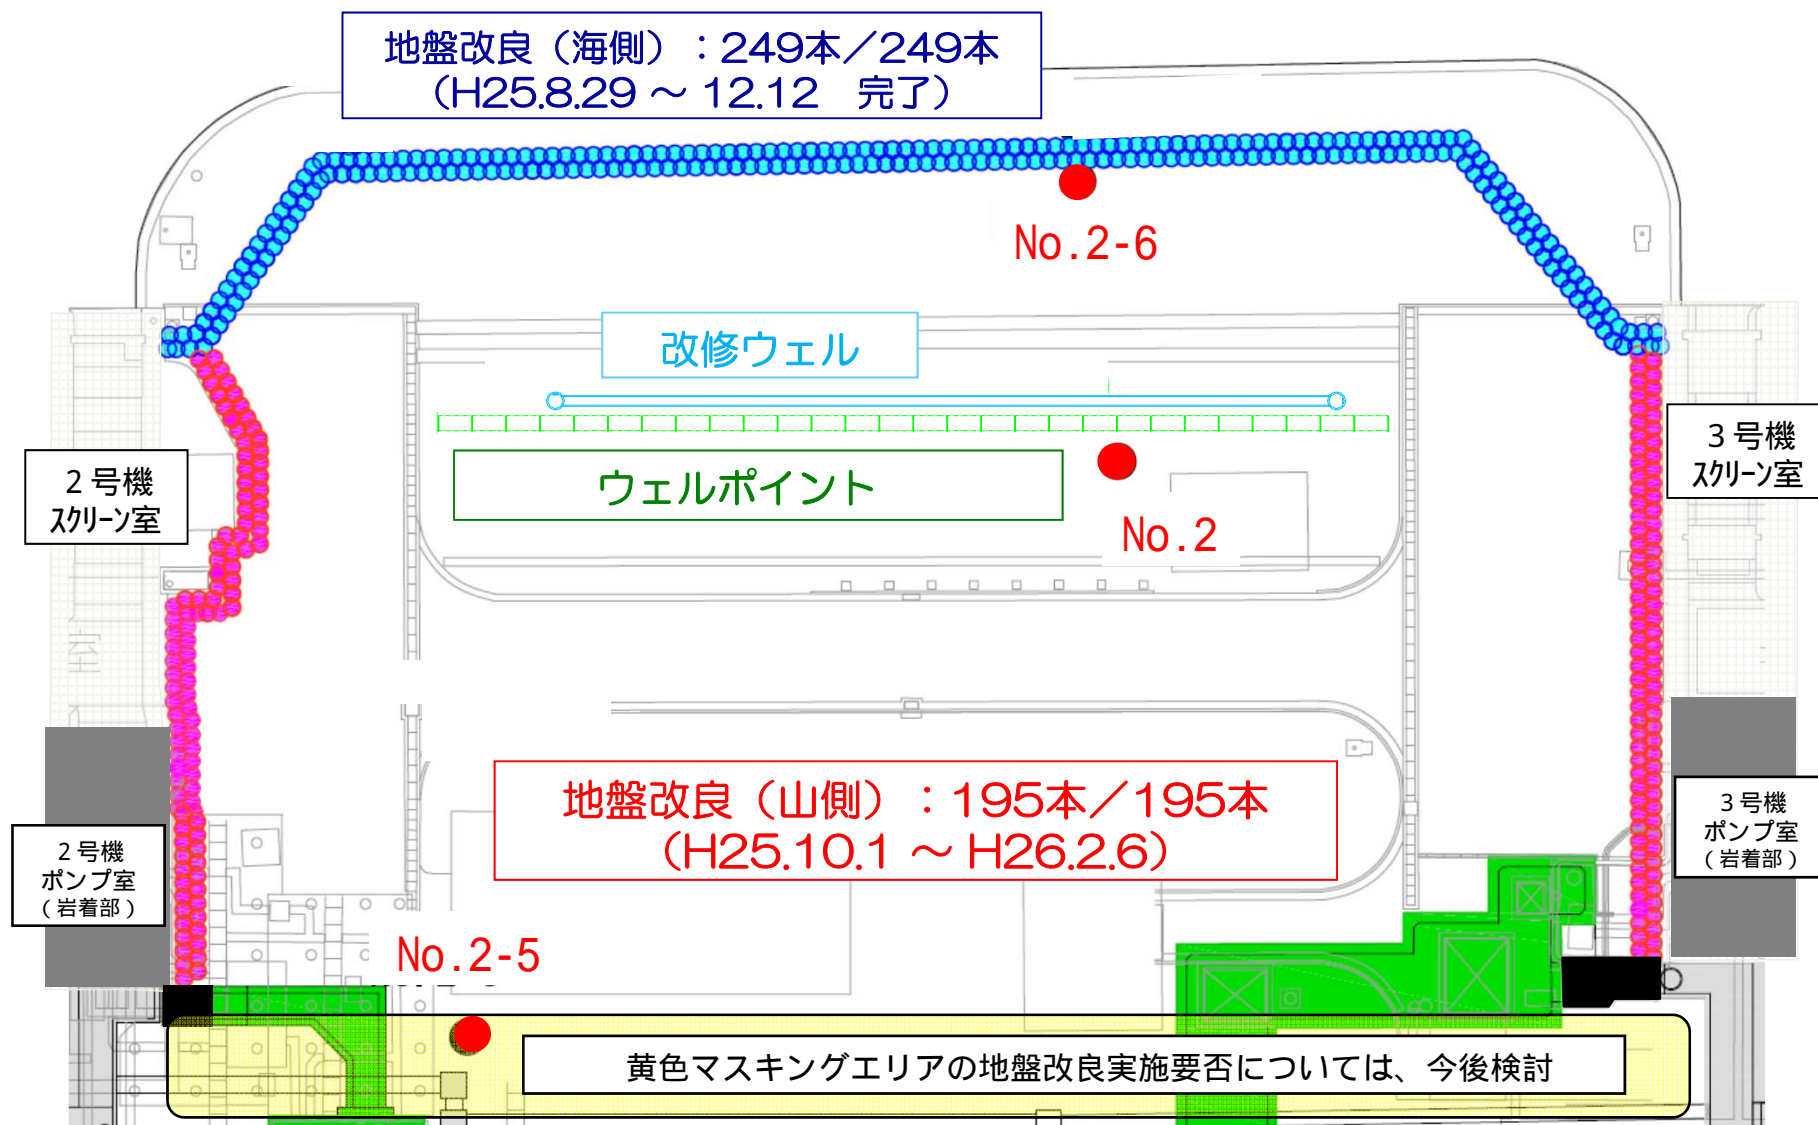 地盤改良（海側）：249本／249本
（H25.8.29 ～ 12.12　完了）
No.2-6
改修ウェル
2号機
ｽｸﾘｰﾝ室
3号機
ｽｸﾘｰﾝ室
ウェルポイント
No.2
地盤改良（山側）：195本／195本
（H25.10.1 ～ H26.2.6）
2号機
ポンプ室
（岩着部）
3号機
ポンプ室
（岩着部）
No.2-5
黄色マスキングエリアの地盤改良実施要否については、今後検討